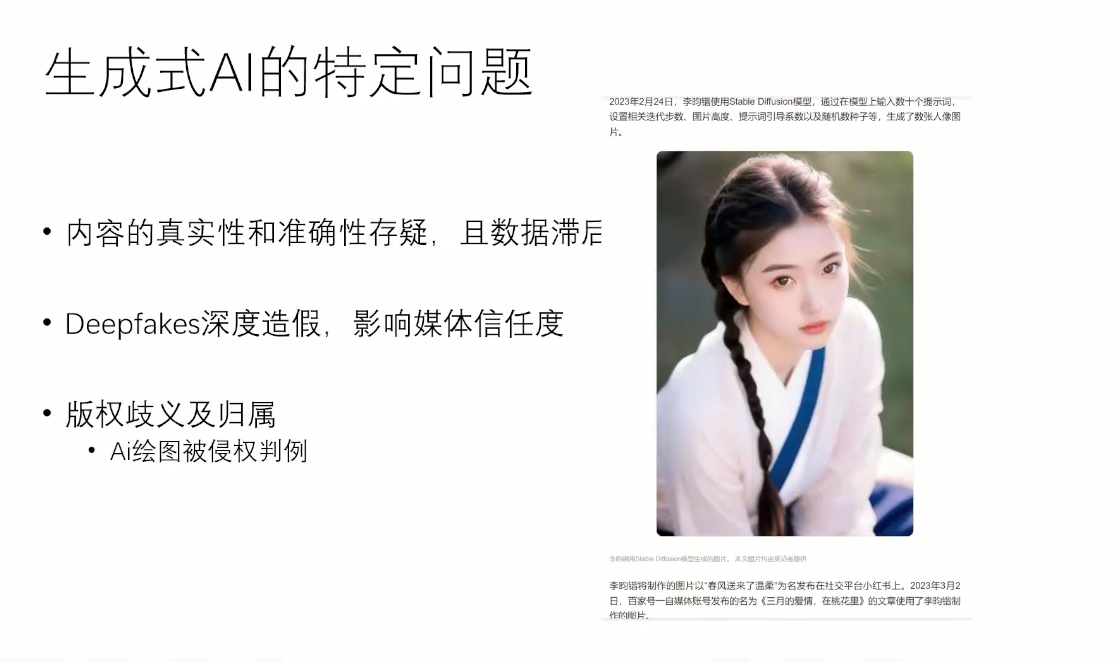 生成式AI的特定问题
• 内容的真实性和准确性存疑，且数据滞后
• Deepfakes深度造假，影响媒体信任度
• 版权歧义及归属
• Ai绘图被侵权判例
2023年2月24日，李昀锴使用Stable Diffusion模型，通过在模型上输入数十个提示词，
设置相关迭代步数、图片高度、提示词引导系数以及随机数种子等，生成了数张人像图
片。
李昀锴用Stable Diffusion模型生成的图片。 本文图片均由受访者提供
李昀锴将制作的图片以“春风送来了温柔”为名发布在社交平台小红书上。2023年3月2
日，百家号一自媒体账号发布的名为《三月的爱情，在桃花里》的文章使用了李昀锴制
作的图片。